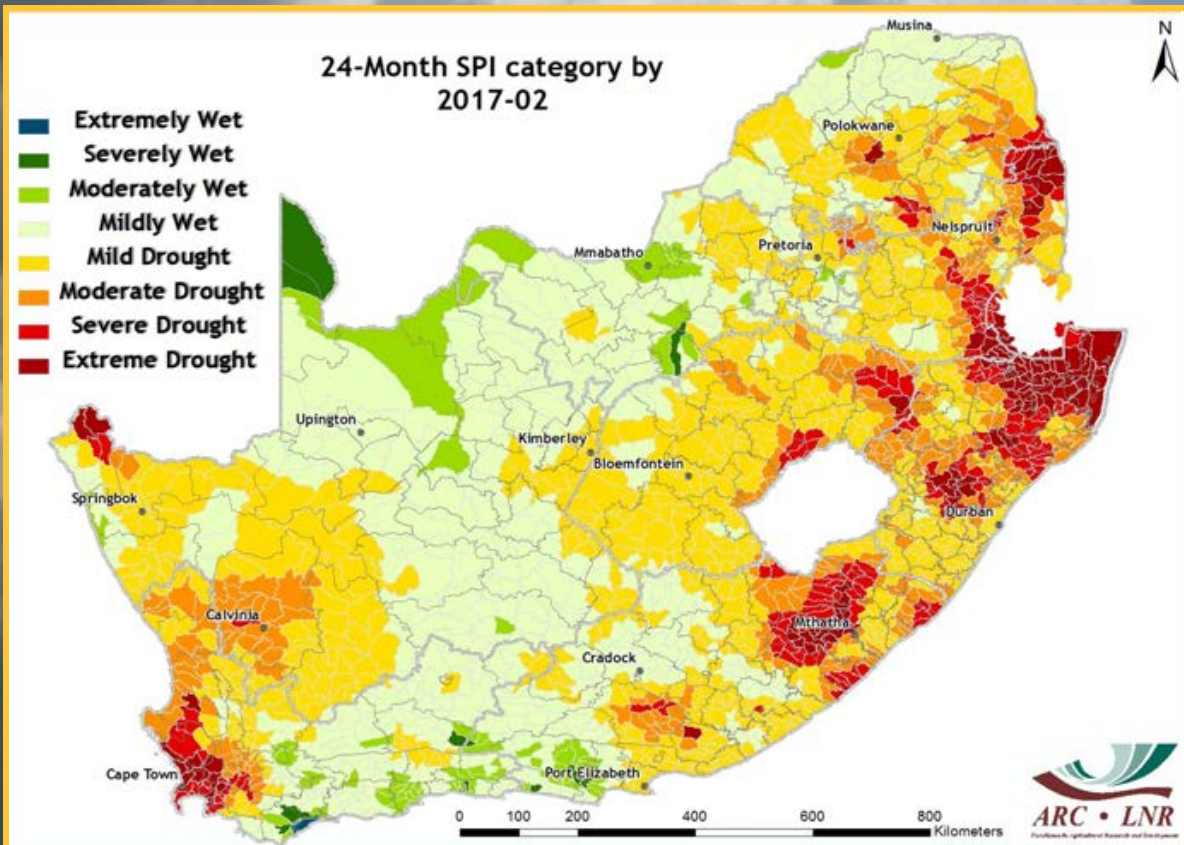 24-Month SPI category by
2017-02
Extremely Wet
Severely Wet
Moderately Wet
Mildly Wet
Mild Drought
Moderate Drought
Severe Drought
Extreme Drought
N
Musina
Polokwane
Nelspruit
Pretoria
Mmabatho
Upington
Kimberley
Bloemfontein
Springbok
Durban
Calvinia
Mthatha
Cradock
Cape Town
Port Elizabeth
0 100 200 400 600 800
Kilometers
ARC • LNR